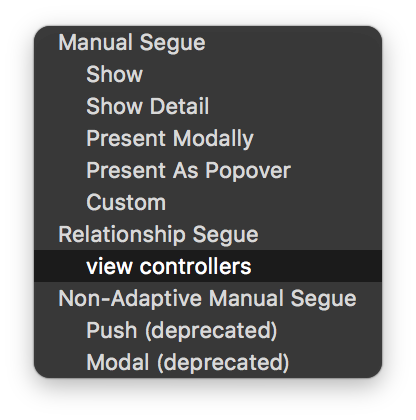 Manual Segue
Show
Show Detail
Present Modally
Present As Popover
Custom
Relationship Segue
view controllers
Non-Adaptive Manual Segue
Push (deprecated)
Modal (deprecated)